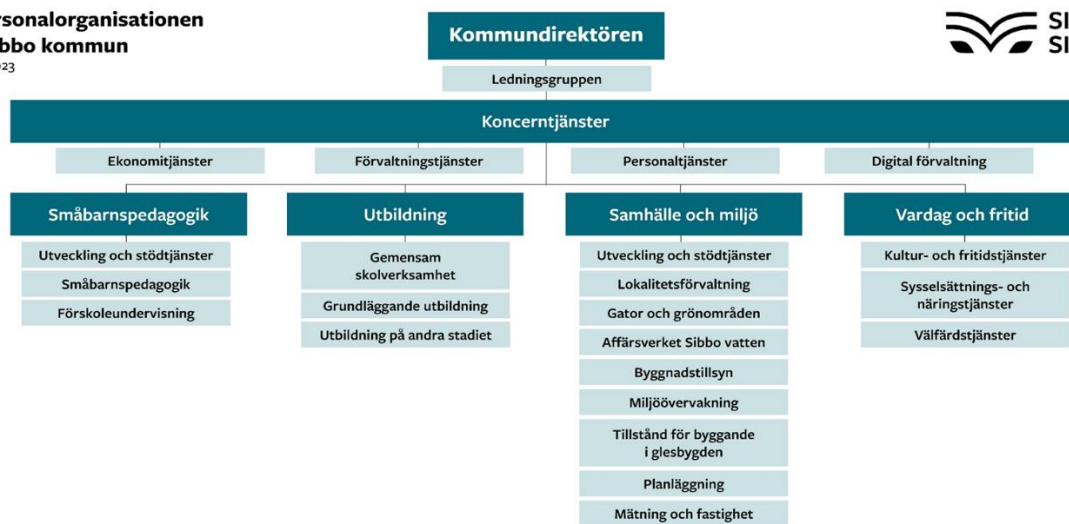 rsonalorganisationen
bbo kommun
023
SI
SI
Kommundirektören
Ledningsgruppen
Koncerntjänster
Ekonomitjänster
Förvaltningstjänster
Personaltjänster
Digital förvaltning
Småbarnspedagogik
Utveckling och stödtjänster
Småbarnspedagogik
Förskoleundervisning
Utbildning
Gemensam
skolverksamhet
Grundläggande utbildning
Utbildning på andra stadiet
Samhälle och miljö
Utveckling och stödtjänster
Lokalitetsförvaltning
Gator och grönområden
Affärsverket Sibbo vatten
Byggnadstillsyn
Miljöövervakning
Tillstånd för byggande
i glesbygden
Planläggning
Mätning och fastighet
Vardag och fritid
Kultur- och fritidstjänster
Sysselsättnings- och
näringstjänster
Välfärdstjänster